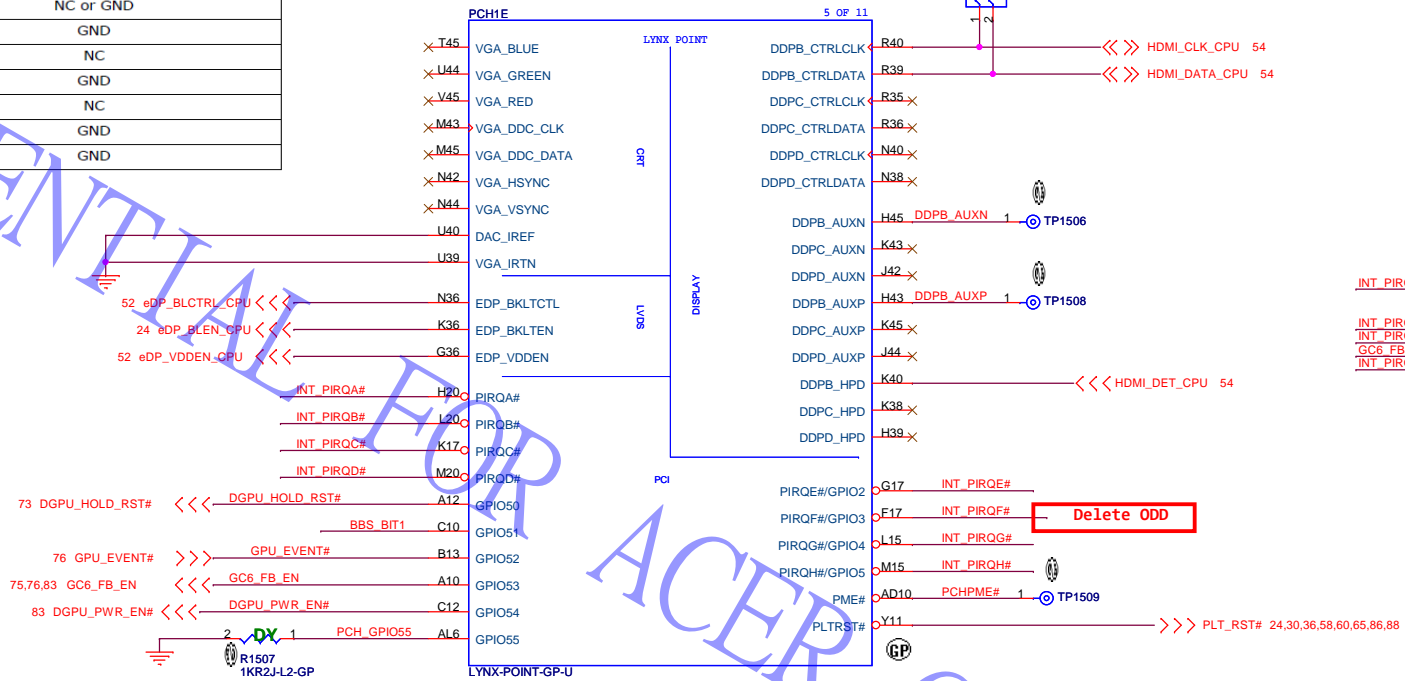 NC or GND
GND
NC
GND
NC
GND
GND
PCH1E
5 OF 11
LYNX POINT
1 2
T45 VGA_BLUE
U44 VGA_GREEN
V45 VGA_RED
M43 VGA_DDC_CLK
M45 VGA_DDC_DATA
N42 VGA_HSYNC
N44 VGA_VSYNC
U40 DAC_IREF
U39 VGA_IRTN
52 eDP_BLCTRL_CPU N36 EDP_BKLTCTL
24 eDP_BLEN_CPU K36 EDP_BKLTEN
52 eDP_VDDEN_CPU G36 EDP_VDDEN
INT_PIRQA# H20 PIRQA#
INT_PIRQB# L20 PIRQB#
INT_PIRQC# K17 PIRQC#
INT_PIRQD# M20 PIRQD#
73 DGPU_HOLD_RST# DGPU_HOLD_RST# A12 GPIO50
BBS_BIT1 C10 GPIO51
76 GPU_EVENT# GPU_EVENT# B13 GPIO52
75,76,83 GC6_FB_EN GC6_FB_EN A10 GPIO53
83 DGPU_PWR_EN# DGPU_PWR_EN# C12 GPIO54
2 DY 1 PCH_GPIO55 AL6 GPIO55
R1507
1KR2J-L2-GP
CRT
LVDS
DISPLAY
PCI
DDPB_CTRLCLK R40 HDMI_CLK_CPU 54
DDPB_CTRLDATA R39 HDMI_DATA_CPU 54
DDPC_CTRLCLK R35
DDPC_CTRLDATA R36
DDPD_CTRLCLK N40
DDPD_CTRLDATA N38
DDPB_AUXN H45 DDPB_AUXN 1 TP1506
DDPC_AUXN K43
DDPD_AUXN J42
DDPB_AUXP H43 DDPB_AUXP 1 TP1508
DDPC_AUXP K45
DDPD_AUXP J44
DDPB_HPD K40 HDMI_DET_CPU 54
DDPC_HPD K38
DDPD_HPD H39
PIRQE#/GPIO2 G17 INT_PIRQE#
PIRQF#/GPIO3 F17 INT_PIRQF# Delete ODD
PIRQG#/GPIO4 L15 INT_PIRQG#
PIRQH#/GPIO5 M15 INT_PIRQH#
PME# AD10 PCHPME# 1 TP1509
PLTRST# Y11 PLT_RST# 24,30,36,58,60,65,86,88
GP
LYNX-POINT-GP-U
ENTIAL FOR ACER